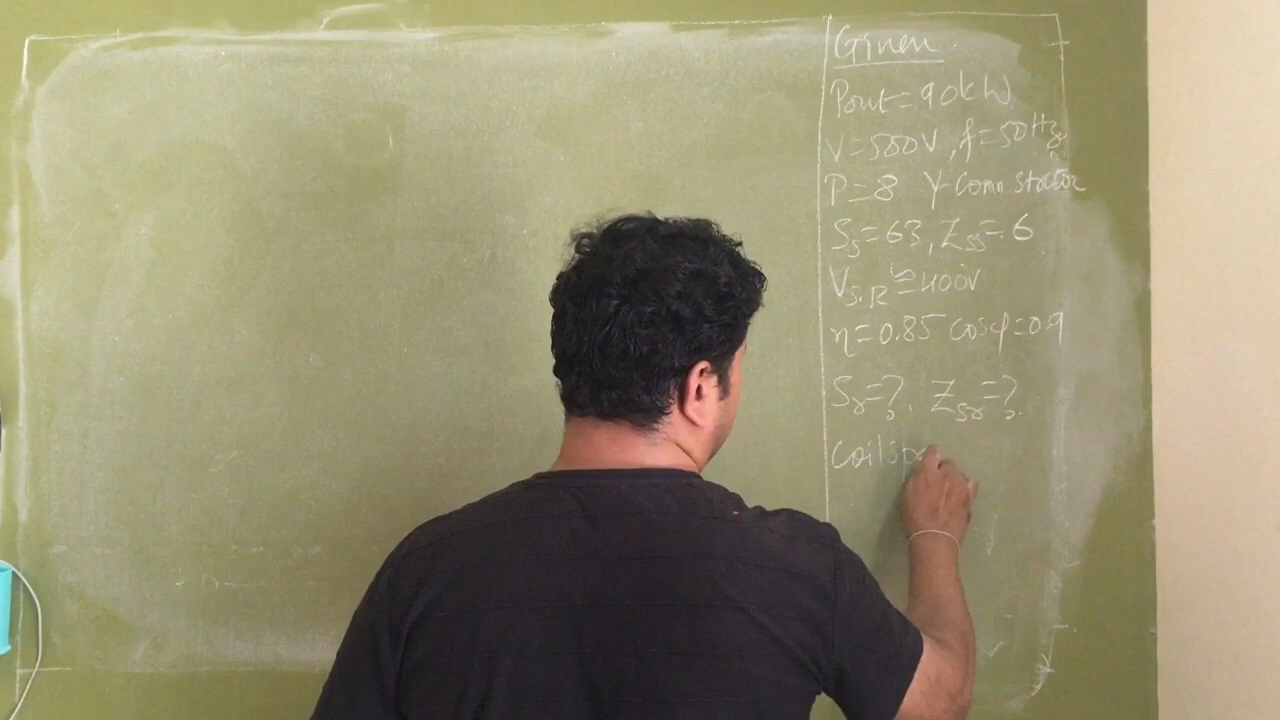 Given
Pout = 90kW
V=500V, f=50Hz
P=8 Y-Conn. stator
Ss=63, Zss=6
VS.R ≅ 400V
η=0.85 cosφ=0.9
Sr=?, Zsr=?
Coil